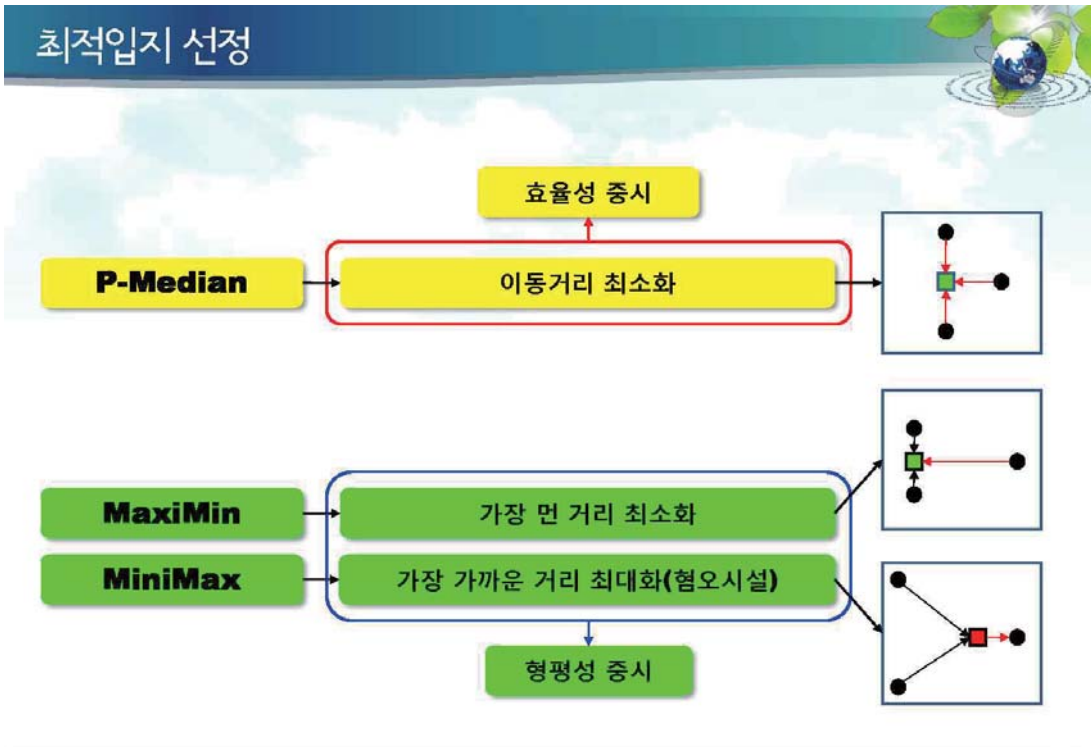 최적입지 선정
효율성 중시
P-Median
이동거리 최소화
MaxiMin
가장 먼 거리 최소화
MiniMax
가장 가까운 거리 최대화(혐오시설)
형평성 중시